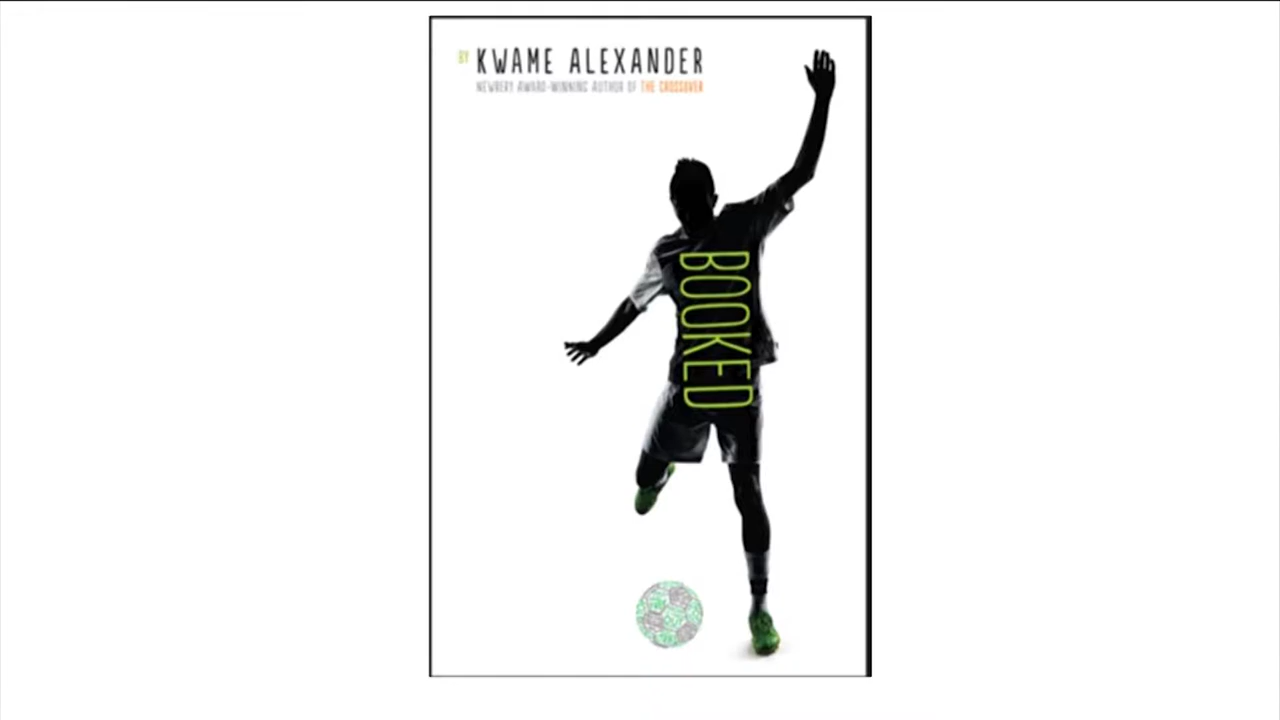 BY KWAME ALEXANDER
NEWBERY AWARD-WINNING AUTHOR OF THE CROSSOVER
BOOKED